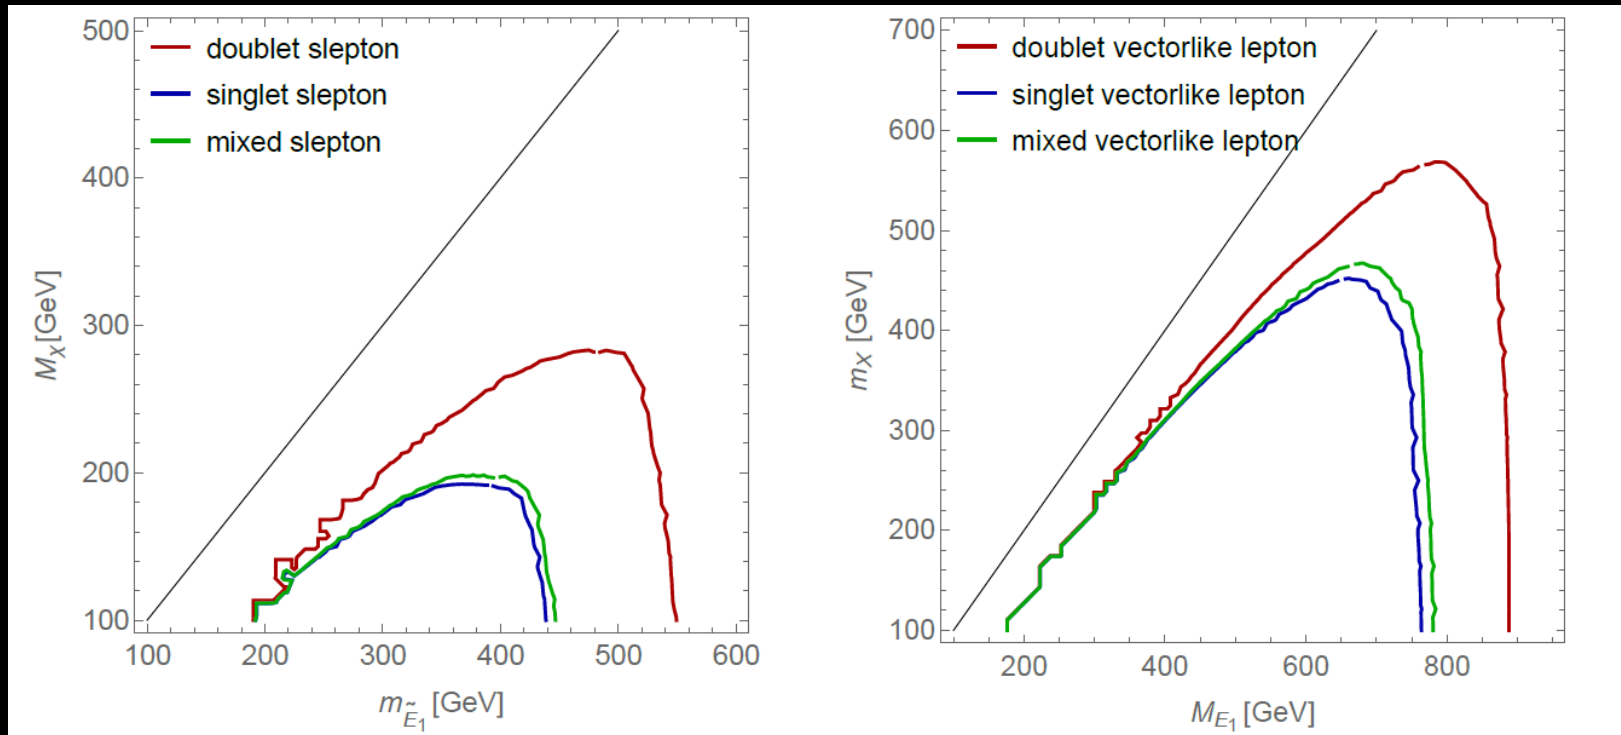 500
400
300
200
100
M_χ [GeV]
doublet slepton
singlet slepton
mixed slepton
100 200 300 400 500 600
m_Ẽ₁ [GeV]
700
600
500
400
300
200
100
m_X [GeV]
doublet vectorlike lepton
singlet vectorlike lepton
mixed vectorlike lepton
200 400 600 800
M_E₁ [GeV]